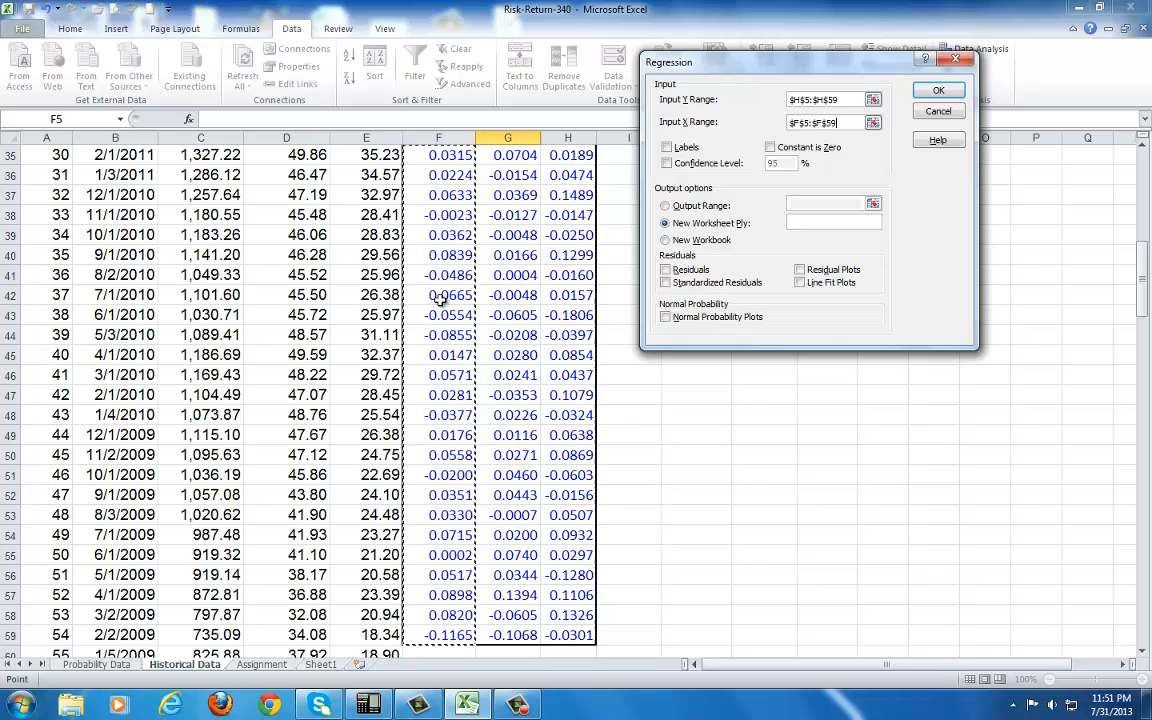 Risk-Return-340 - Microsoft Excel
File Home Insert Page Layout Formulas Data Review View
From Access
From Web
From Text
From Other Sources
Existing Connections
Refresh All
Connections
Properties
Edit Links
Sort
Filter
Clear
Reapply
Advanced
Text to Columns
Remove Duplicates
Data Validation
Data Analysis
Get External Data Connections Sort & Filter Data Tools
F5 fx
A B C D E F G H I O P Q
35 30 2/1/2011 1,327.22 49.86 35.23 0.0315 0.0704 0.0189
36 31 1/3/2011 1,286.12 46.47 34.57 0.0224 -0.0154 0.0474
37 32 12/1/2010 1,257.64 47.19 32.97 0.0633 0.0369 0.1489
38 33 11/1/2010 1,180.55 45.48 28.41 -0.0023 -0.0127 -0.0147
39 34 10/1/2010 1,183.26 46.06 28.83 0.0362 -0.0048 -0.0250
40 35 9/1/2010 1,141.20 46.28 29.56 0.0839 0.0166 0.1299
41 36 8/2/2010 1,049.33 45.52 25.96 -0.0486 0.0004 -0.0160
42 37 7/1/2010 1,101.60 45.50 26.38 0.0665 -0.0048 0.0157
43 38 6/1/2010 1,030.71 45.72 25.97 -0.0554 -0.0605 -0.1806
44 39 5/3/2010 1,089.41 48.57 31.11 -0.0855 -0.0208 -0.0397
45 40 4/1/2010 1,186.69 49.59 32.37 0.0147 0.0280 0.0854
46 41 3/1/2010 1,169.43 48.22 29.72 0.0571 0.0241 0.0437
47 42 2/1/2010 1,104.49 47.07 28.45 0.0281 -0.0353 0.1079
48 43 1/4/2010 1,073.87 48.76 25.54 -0.0377 0.0226 -0.0324
49 44 12/1/2009 1,115.10 47.67 26.38 0.0176 0.0116 0.0638
50 45 11/2/2009 1,095.63 47.12 24.75 0.0558 0.0271 0.0869
51 46 10/1/2009 1,036.19 45.86 22.69 -0.0200 0.0460 -0.0603
52 47 9/1/2009 1,057.08 43.80 24.10 0.0351 0.0443 -0.0156
53 48 8/3/2009 1,020.62 41.90 24.48 0.0330 -0.0007 0.0507
54 49 7/1/2009 987.48 41.93 23.27 0.0715 0.0200 0.0932
55 50 6/1/2009 919.32 41.10 21.20 0.0002 0.0740 0.0297
56 51 5/1/2009 919.14 38.17 20.58 0.0517 0.0344 -0.1280
57 52 4/1/2009 872.81 36.88 23.39 0.0898 0.1394 0.1106
58 53 3/2/2009 797.87 32.08 20.94 0.0820 -0.0605 0.1326
59 54 2/2/2009 735.09 34.08 18.34 -0.1165 -0.1068 -0.0301
60 55 1/5/2009 825.88 37.92 18.90
Regression
Input
Input Y Range: $H$5:$H$59
Input X Range: $F$5:$F$59
Labels Constant is Zero
Confidence Level: 95 %
Output options
Output Range:
New Worksheet Ply:
New Workbook
Residuals
Residuals Residual Plots
Standardized Residuals Line Fit Plots
Normal Probability
Normal Probability Plots
OK
Cancel
Help
Probability Data Historical Data Assignment Sheet1
Point 100%
11:51 PM
7/31/2013